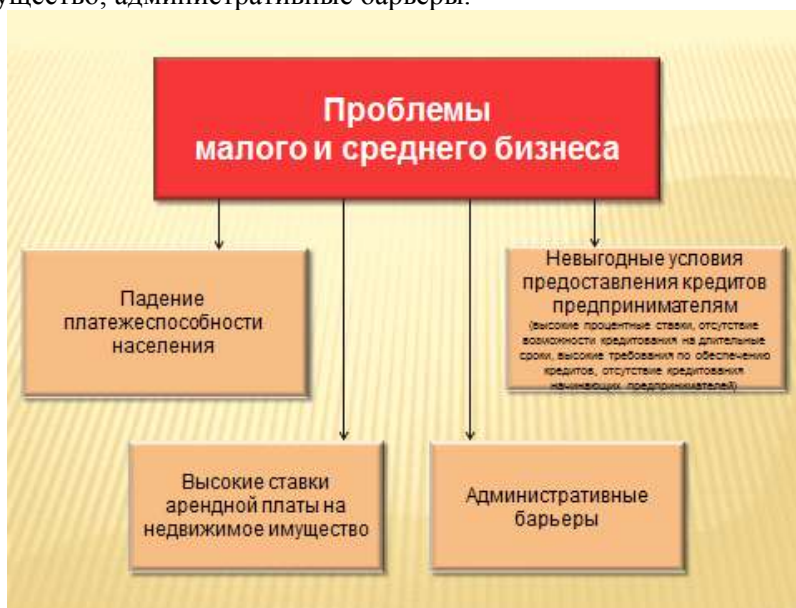 административные барьеры.
Проблемы
малого и среднего бизнеса
Падение
платежеспособности
населения
Невыгодные условия
предоставления кредитов
предпринимателям
(высокие процентные ставки, отсутствие
возможности кредитования на длительные
сроки, высокие требования по обеспечению
кредитов, отсутствие кредитования
начинающих предпринимателей)
Высокие ставки
арендной платы на
недвижимое имущество
Административные
барьеры